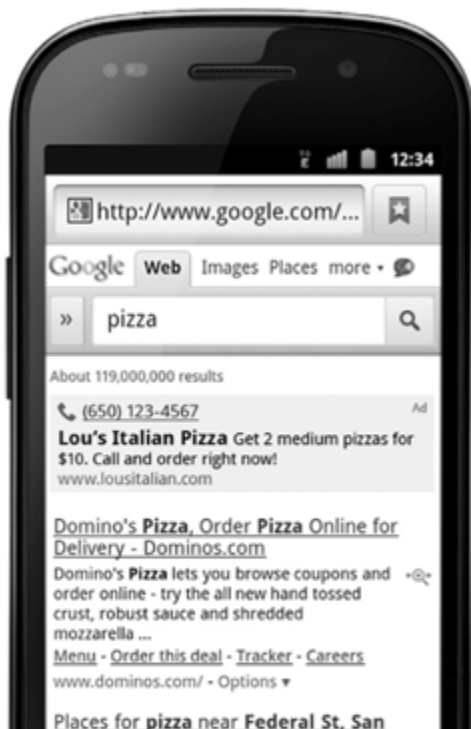 12:34
http://www.google.com/...
Google Web Images Places more
» pizza
About 119,000,000 results
(650) 123-4567 Ad
Lou's Italian Pizza Get 2 medium pizzas for
$10. Call and order right now!
www.lousitalian.com
Domino's Pizza, Order Pizza Online for
Delivery - Dominos.com
Domino's Pizza lets you browse coupons and
order online - try the all new hand tossed
crust, robust sauce and shredded
mozzarella ...
Menu - Order this deal - Tracker - Careers
www.dominos.com/ - Options ▾
Places for pizza near Federal St, San